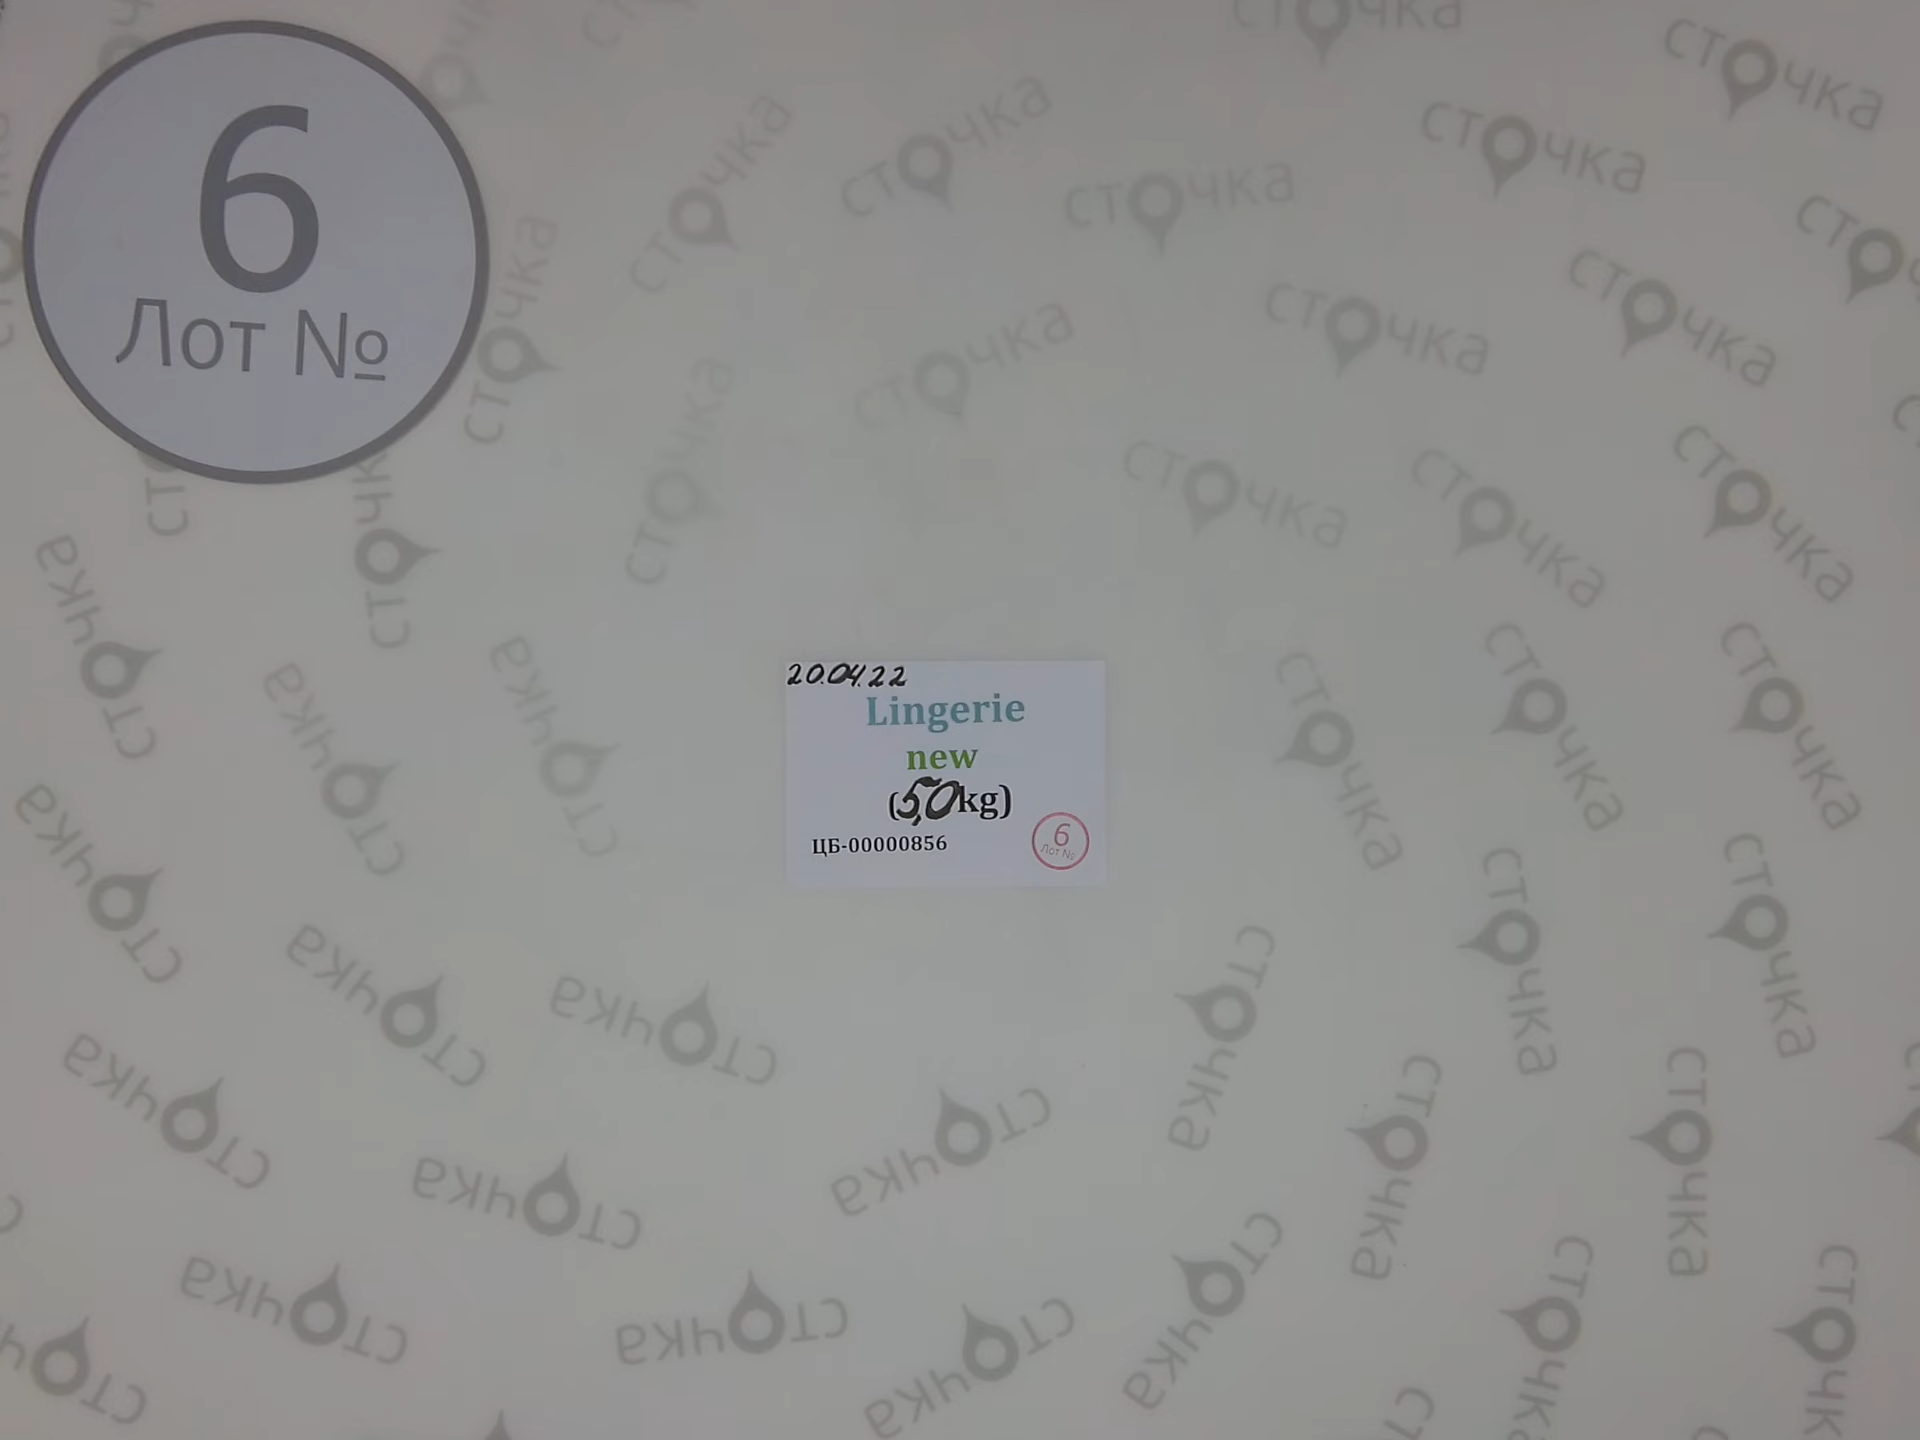 6
Лот №
20.04.22
Lingerie
new
(5,0kg)
ЦБ-00000856
6
Лот №
сточка